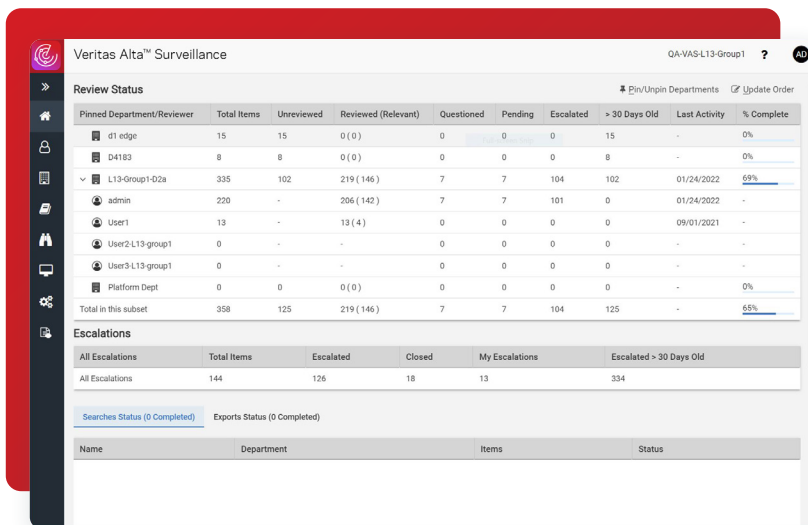 Veritas Alta™ Surveillance QA-VAS-L13-Group1 ? AD
Review Status Pin/Unpin Departments Update Order
Pinned Department/Reviewer Total Items Unreviewed Reviewed (Relevant) Questioned Pending Escalated > 30 Days Old Last Activity % Complete
d1 edge 15 15 0 ( 0 ) 0 0 0 15 - 0%
D4183 8 8 0 ( 0 ) 0 0 0 8 - 0%
L13-Group1-D2a 335 102 219 ( 146 ) 7 7 104 102 01/24/2022 69%
admin 220 - 206 ( 142 ) 7 7 101 0 01/24/2022 -
User1 13 - 13 ( 4 ) 0 0 0 0 09/01/2021 -
User2-L13-group1 0 - - 0 0 0 0 - -
User3-L13-group1 0 - - 0 0 0 0 - -
Platform Dept 0 0 0 ( 0 ) 0 0 0 0 - 0%
Total in this subset 358 125 219 ( 146 ) 7 7 104 125 - 65%
Escalations
All Escalations Total Items Escalated Closed My Escalations Escalated > 30 Days Old
All Escalations 144 126 18 13 334
Searches Status (0 Completed) Exports Status (0 Completed)
Name Department Items Status